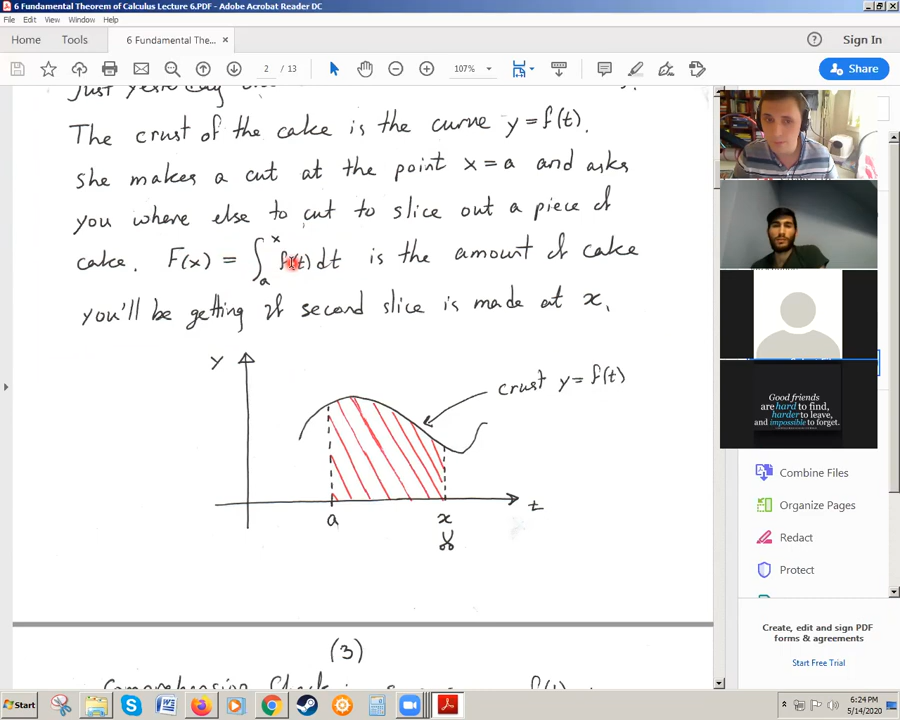 6 Fundamental Theorem of Calculus Lecture 6.PDF - Adobe Acrobat Reader DC
File Edit View Window Help
Home Tools 6 Fundamental The... × Sign In
2 / 13 107% Share
Just yesterday
The crust of the cake is the curve y = f(t).
she makes a cut at the point x = a and asks
you where else to cut to slice out a piece of
cake. F(x) = ∫ₐˣ f(t) dt is the amount of cake
you'll be getting if second slice is made at x.
y
crust y = f(t)
a x t
(3)
Comprehension Check
Good friends
are hard to find,
harder to leave,
and impossible
to forget.
Combine Files
Organize Pages
Redact
Protect
Create, edit and sign PDF
forms & agreements
Start Free Trial
Start
6:24 PM
5/14/2020